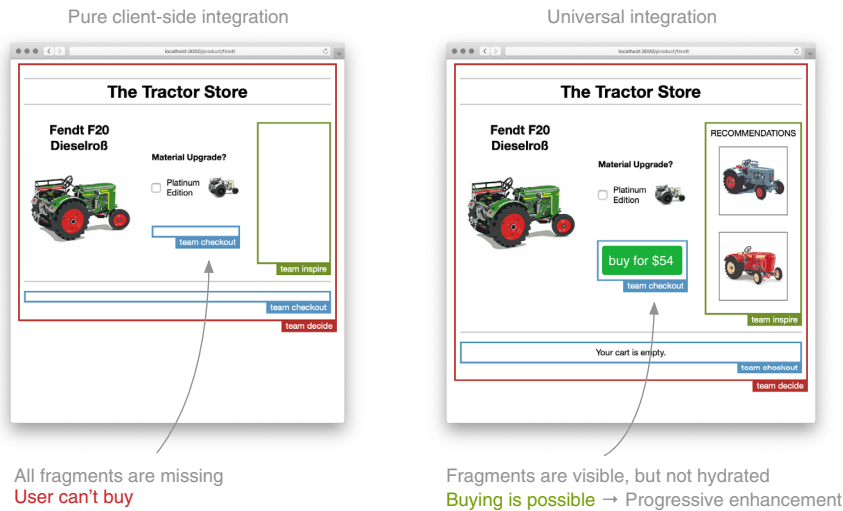 Pure client-side integration
localhost:3000/product/fendt
The Tractor Store
Fendt F20
Dieselroß
Material Upgrade?
Platinum
Edition
team checkout
team inspire
team checkout
team decide
All fragments are missing
User can't buy
Universal integration
localhost:3000/product/fendt
The Tractor Store
Fendt F20
Dieselroß
Material Upgrade?
Platinum
Edition
buy for $54
team checkout
RECOMMENDATIONS
team inspire
Your cart is empty.
team checkout
team decide
Fragments are visible, but not hydrated
Buying is possible → Progressive enhancement